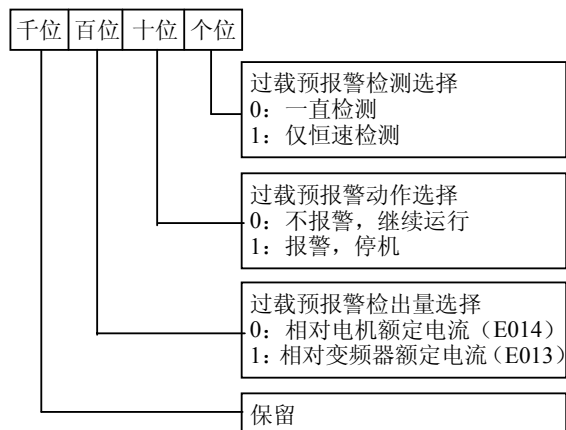 千位 百位 十位 个位
过载预报警检测选择
0：一直检测
1：仅恒速检测
过载预报警动作选择
0：不报警，继续运行
1：报警，停机
过载预报警检出量选择
0：相对电机额定电流（E014）
1：相对变频器额定电流（E013）
保留